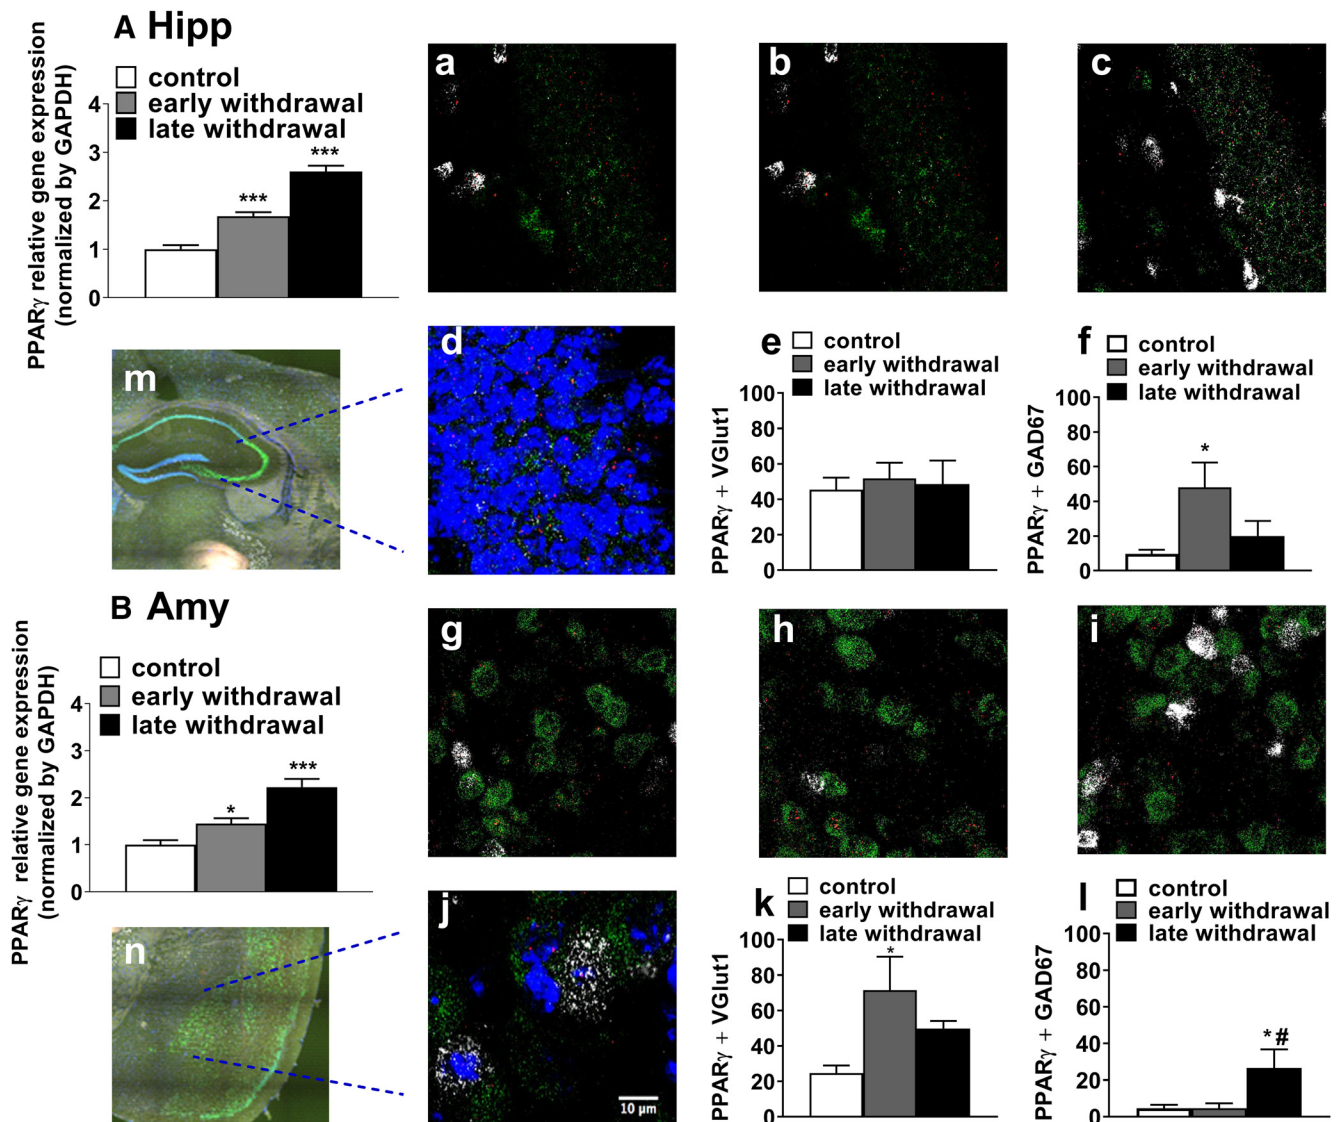 A Hipp
PPARγ relative gene expression
(normalized by GAPDH)
control
early withdrawal
late withdrawal
4
3
2
1
0
***
***
a
b
c
m
d
e
control
early withdrawal
late withdrawal
PPARγ + VGlut1
100
80
60
40
20
0
f
control
early withdrawal
late withdrawal
PPARγ + GAD67
100
80
60
40
20
0
*
B Amy
PPARγ relative gene expression
(normalized by GAPDH)
control
early withdrawal
late withdrawal
4
3
2
1
0
*
***
g
h
i
n
j
10 µm
k
control
early withdrawal
late withdrawal
PPARγ + VGlut1
100
80
60
40
20
0
*
l
control
early withdrawal
late withdrawal
PPARγ + GAD67
100
80
60
40
20
0
*#